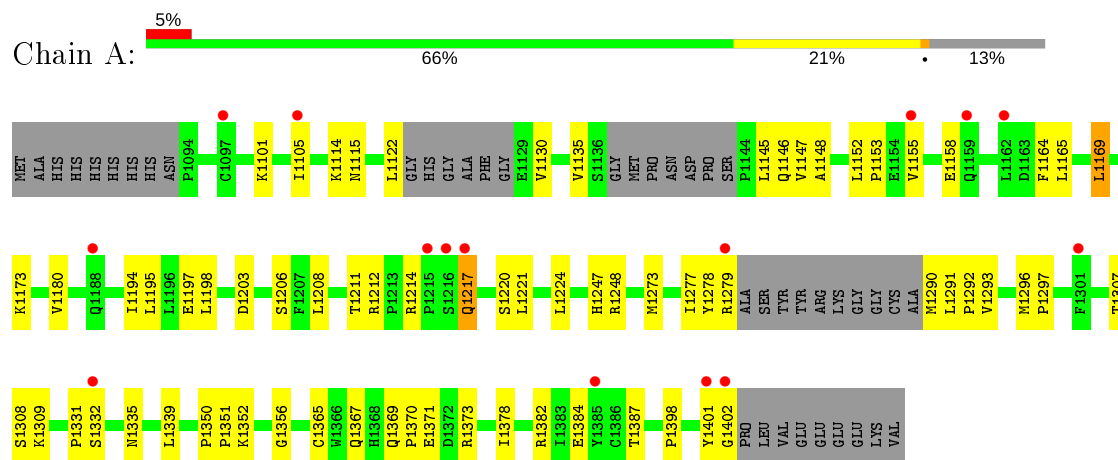 5%
Chain A:
66% 21% • 13%
MET ALA HIS HIS HIS HIS HIS HIS ASN P1094 C1097 K1101 I1105 K1114 N1115 L1122 GLY HIS GLY ALA PHE GLY E1129 V1130 V1135 S1136 GLY MET PRO ASN ASP PRO SER P1144 L1145 Q1146 V1147 A1148 L1152 P1153 E1154 V1155 E1158 Q1159 L1162 D1163 F1164 L1165 L1169
K1173 V1180 Q1188 I1194 L1195 L1196 E1197 L1198 D1203 S1206 F1207 L1208 T1211 R1212 P1213 R1214 P1215 S1216 Q1217 S1220 L1221 L1224 H1247 R1248 M1273 I1277 Y1278 R1279 ALA SER TYR TYR ARG LYS GLY GLY CYS ALA M1290 L1291 P1292 V1293 M1296 P1297 F1301 T1307
S1308 K1309 P1331 S1332 N1335 L1339 P1350 P1351 K1352 G1356 C1365 W1366 Q1367 H1368 Q1369 P1370 E1371 D1372 R1373 I1378 R1382 I1383 E1384 Y1385 C1386 T1387 P1398 Y1401 G1402 PRO LEU VAL GLU GLU GLU GLU LYS VAL